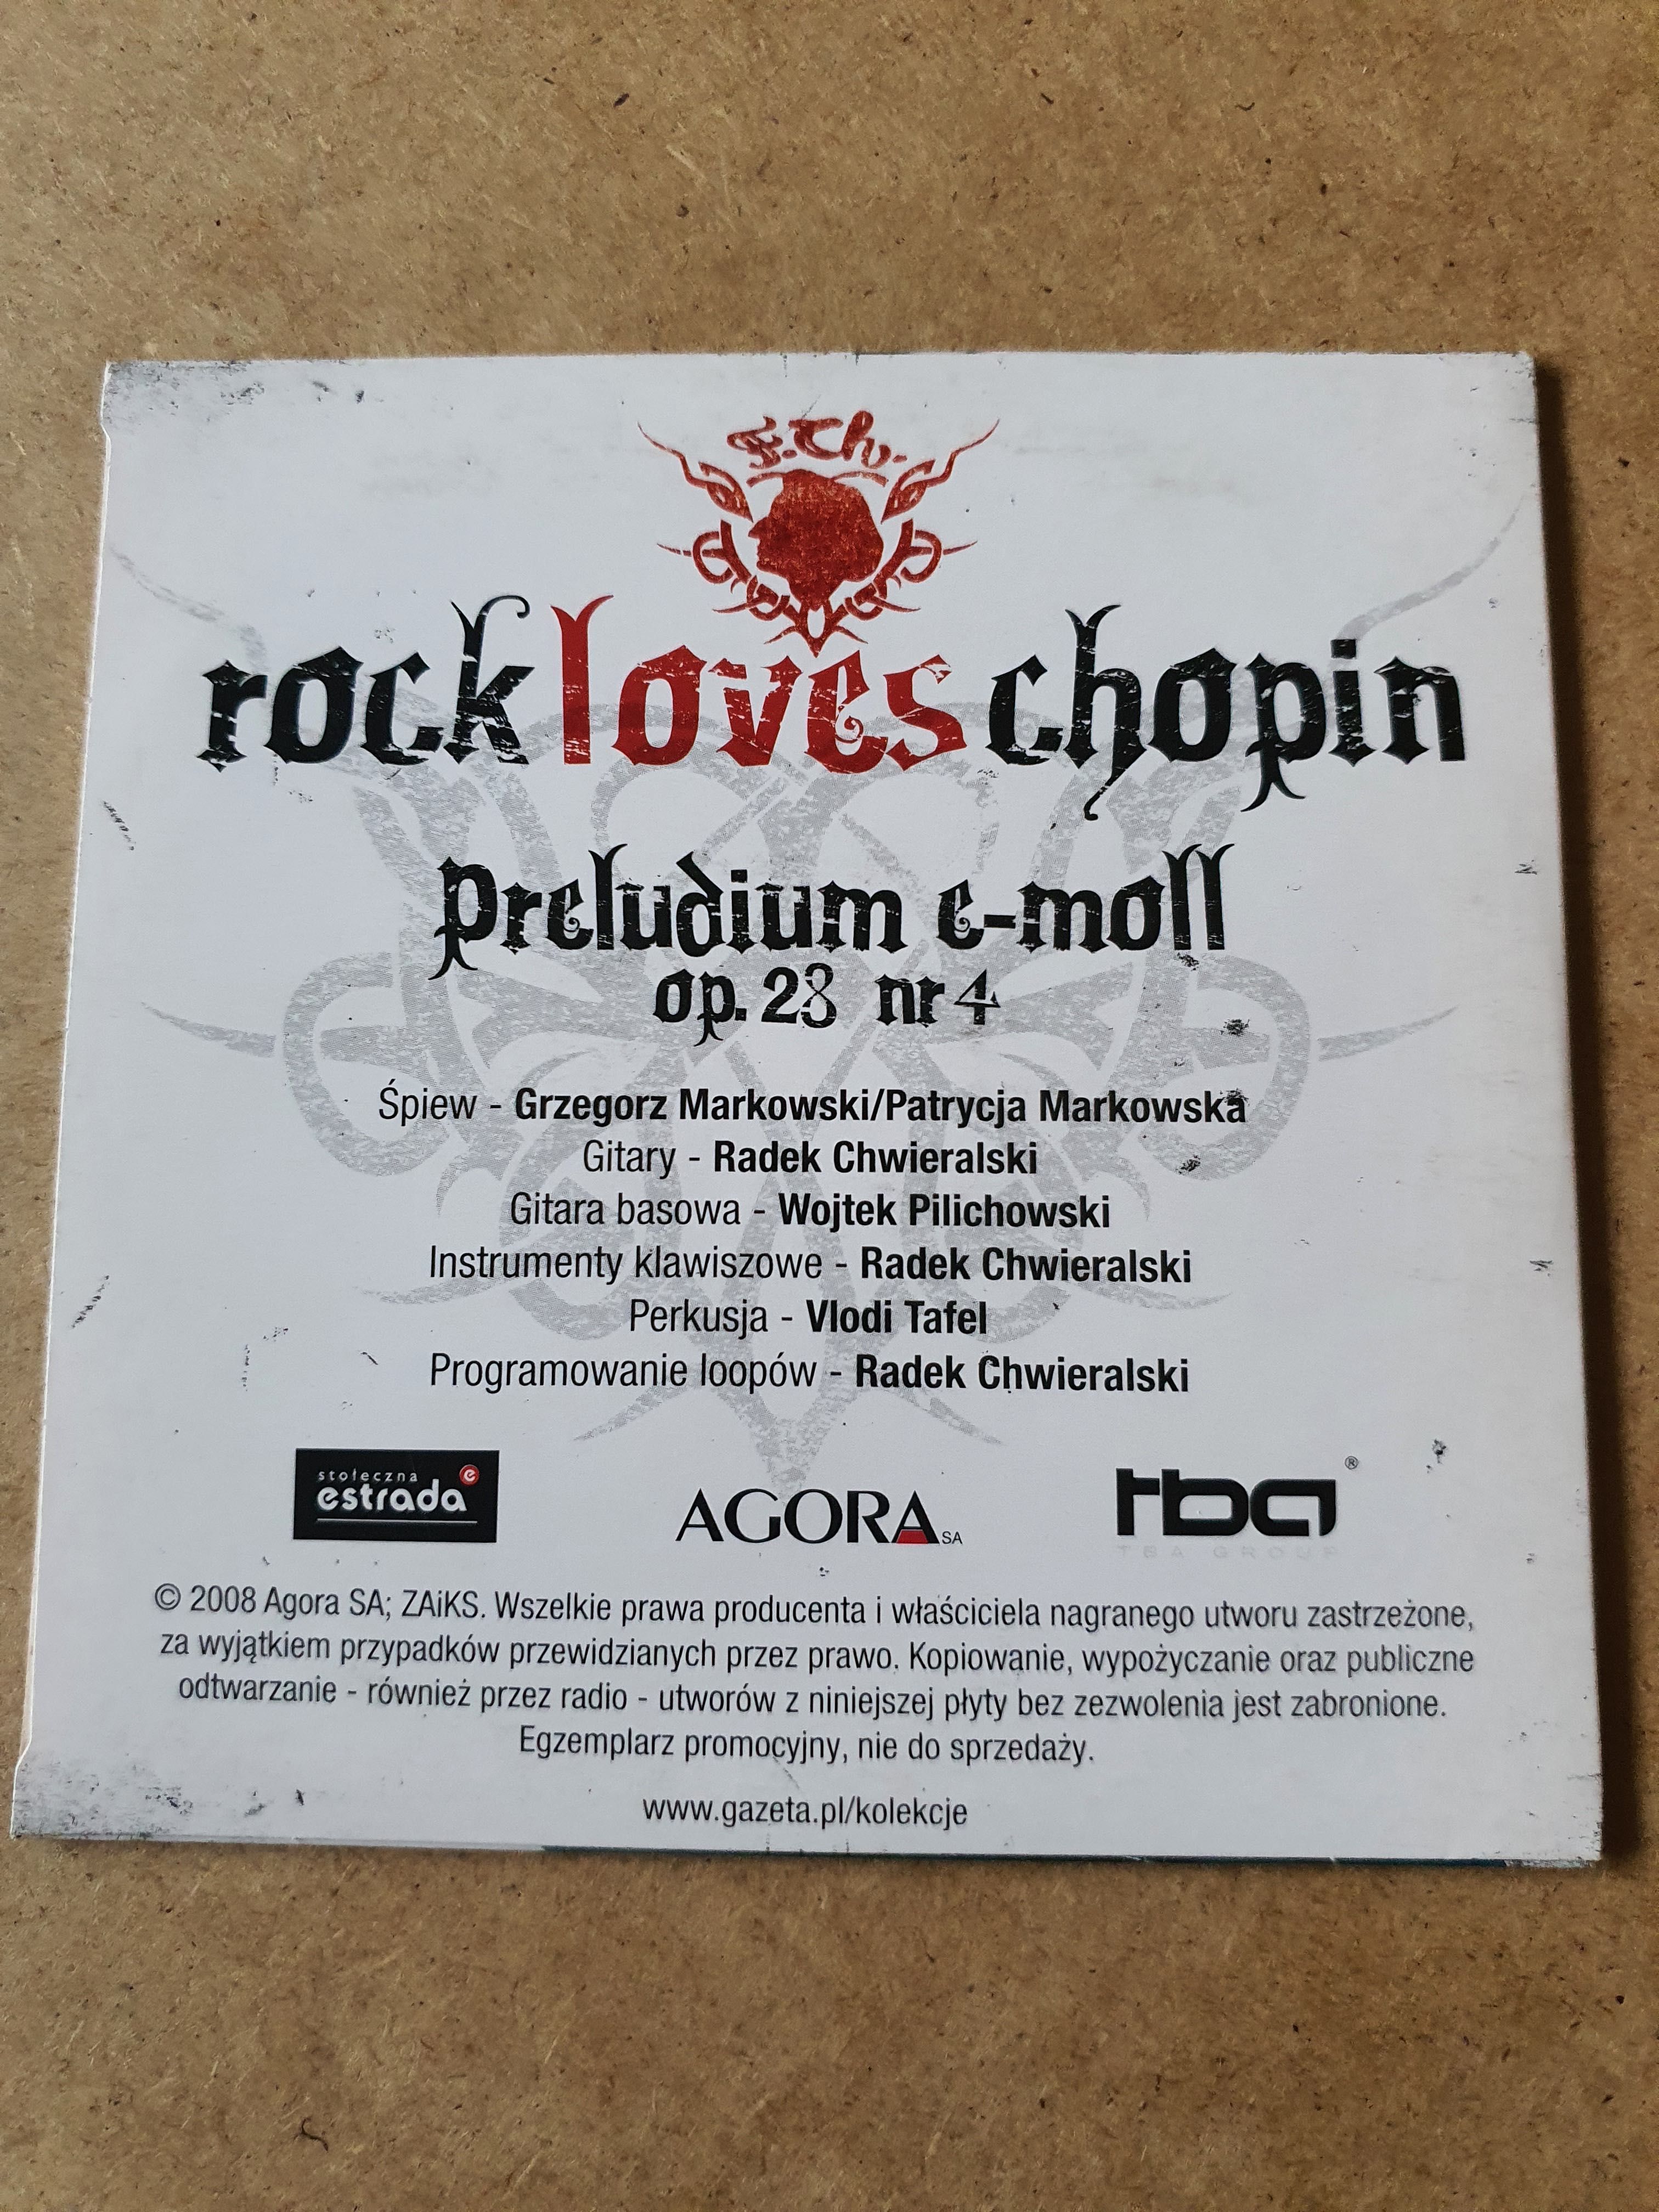 F.Ch.
rock loves chopin
preludium e-moll
op. 28 nr 4
Śpiew - Grzegorz Markowski/Patrycja Markowska
Gitary - Radek Chwieralski
Gitara basowa - Wojtek Pilichowski
Instrumenty klawiszowe - Radek Chwieralski
Perkusja - Vlodi Tafel
Programowanie loopów - Radek Chwieralski
stołeczna e
estrada
AGORA SA
tba ®
TBA GROUP
© 2008 Agora SA; ZAiKS. Wszelkie prawa producenta i właściciela nagranego utworu zastrzeżone,
za wyjątkiem przypadków przewidzianych przez prawo. Kopiowanie, wypożyczanie oraz publiczne
odtwarzanie - również przez radio - utworów z niniejszej płyty bez zezwolenia jest zabronione.
Egzemplarz promocyjny, nie do sprzedaży.
www.gazeta.pl/kolekcje